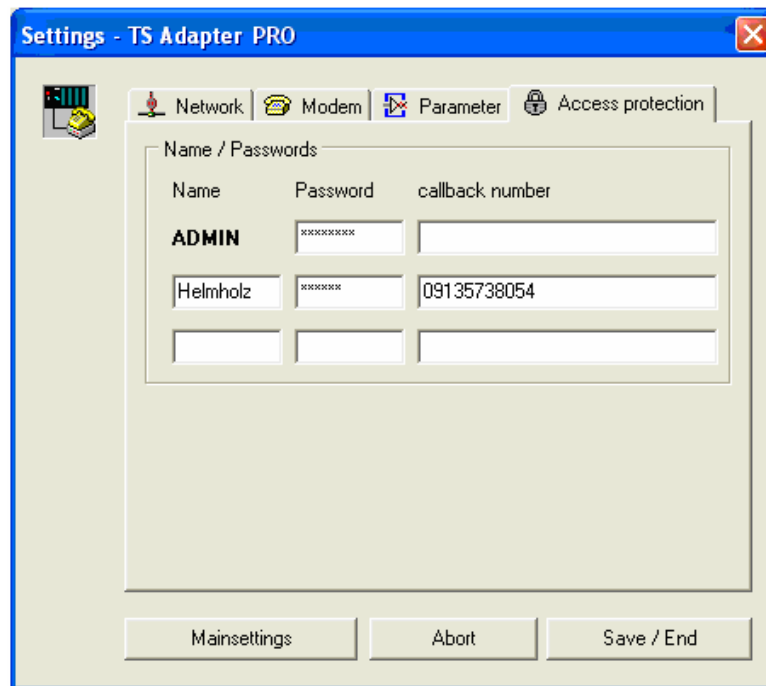 Settings - TS Adapter PRO
Network Modem Parameter Access protection
Name / Passwords
Name Password callback number
ADMIN ********
Helmholz ****** 09135738054
Mainsettings Abort Save / End